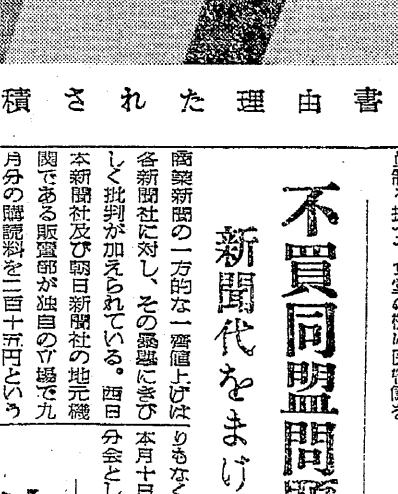 積された理由書
不買同盟問
新聞代をまげ
商業新聞の一方的な一齊値上げは
各新聞社に対し、その暴挙にきび
しく批判が加えられている。西日
本新聞社及び朝日新聞社の地元機
関である販賣部が独自の立場で九
月分の購読料を二百十五円という
りもなく
本月十日
分会とし